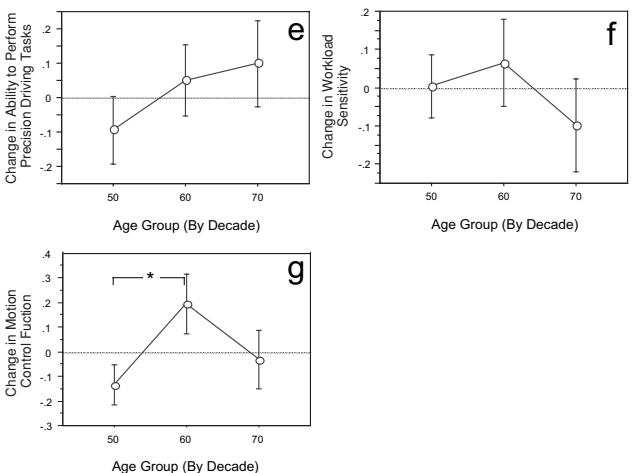 Change in Ability to Perform
Precision Driving Tasks
.2
.1
0
-.1
-.2
e
50 60 70
Age Group (By Decade)
Change in Workload
Sensitivity
.2
.1
0
-.1
-.2
f
50 60 70
Age Group (By Decade)
Change in Motion
Control Fuction
.4
.3
.2
.1
0
-.1
-.2
-.3
*
g
50 60 70
Age Group (By Decade)